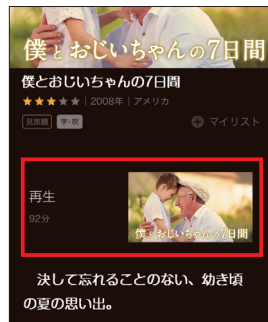 僕とおじいちゃんの7日間
僕とおじいちゃんの7日間
★★★★★ | 2008年 | アメリカ
見放題 字・吹
マイリスト
再生
92分
僕とおじいちゃんの7日間
決して忘れることのない、幼き頃
の夏の思い出。